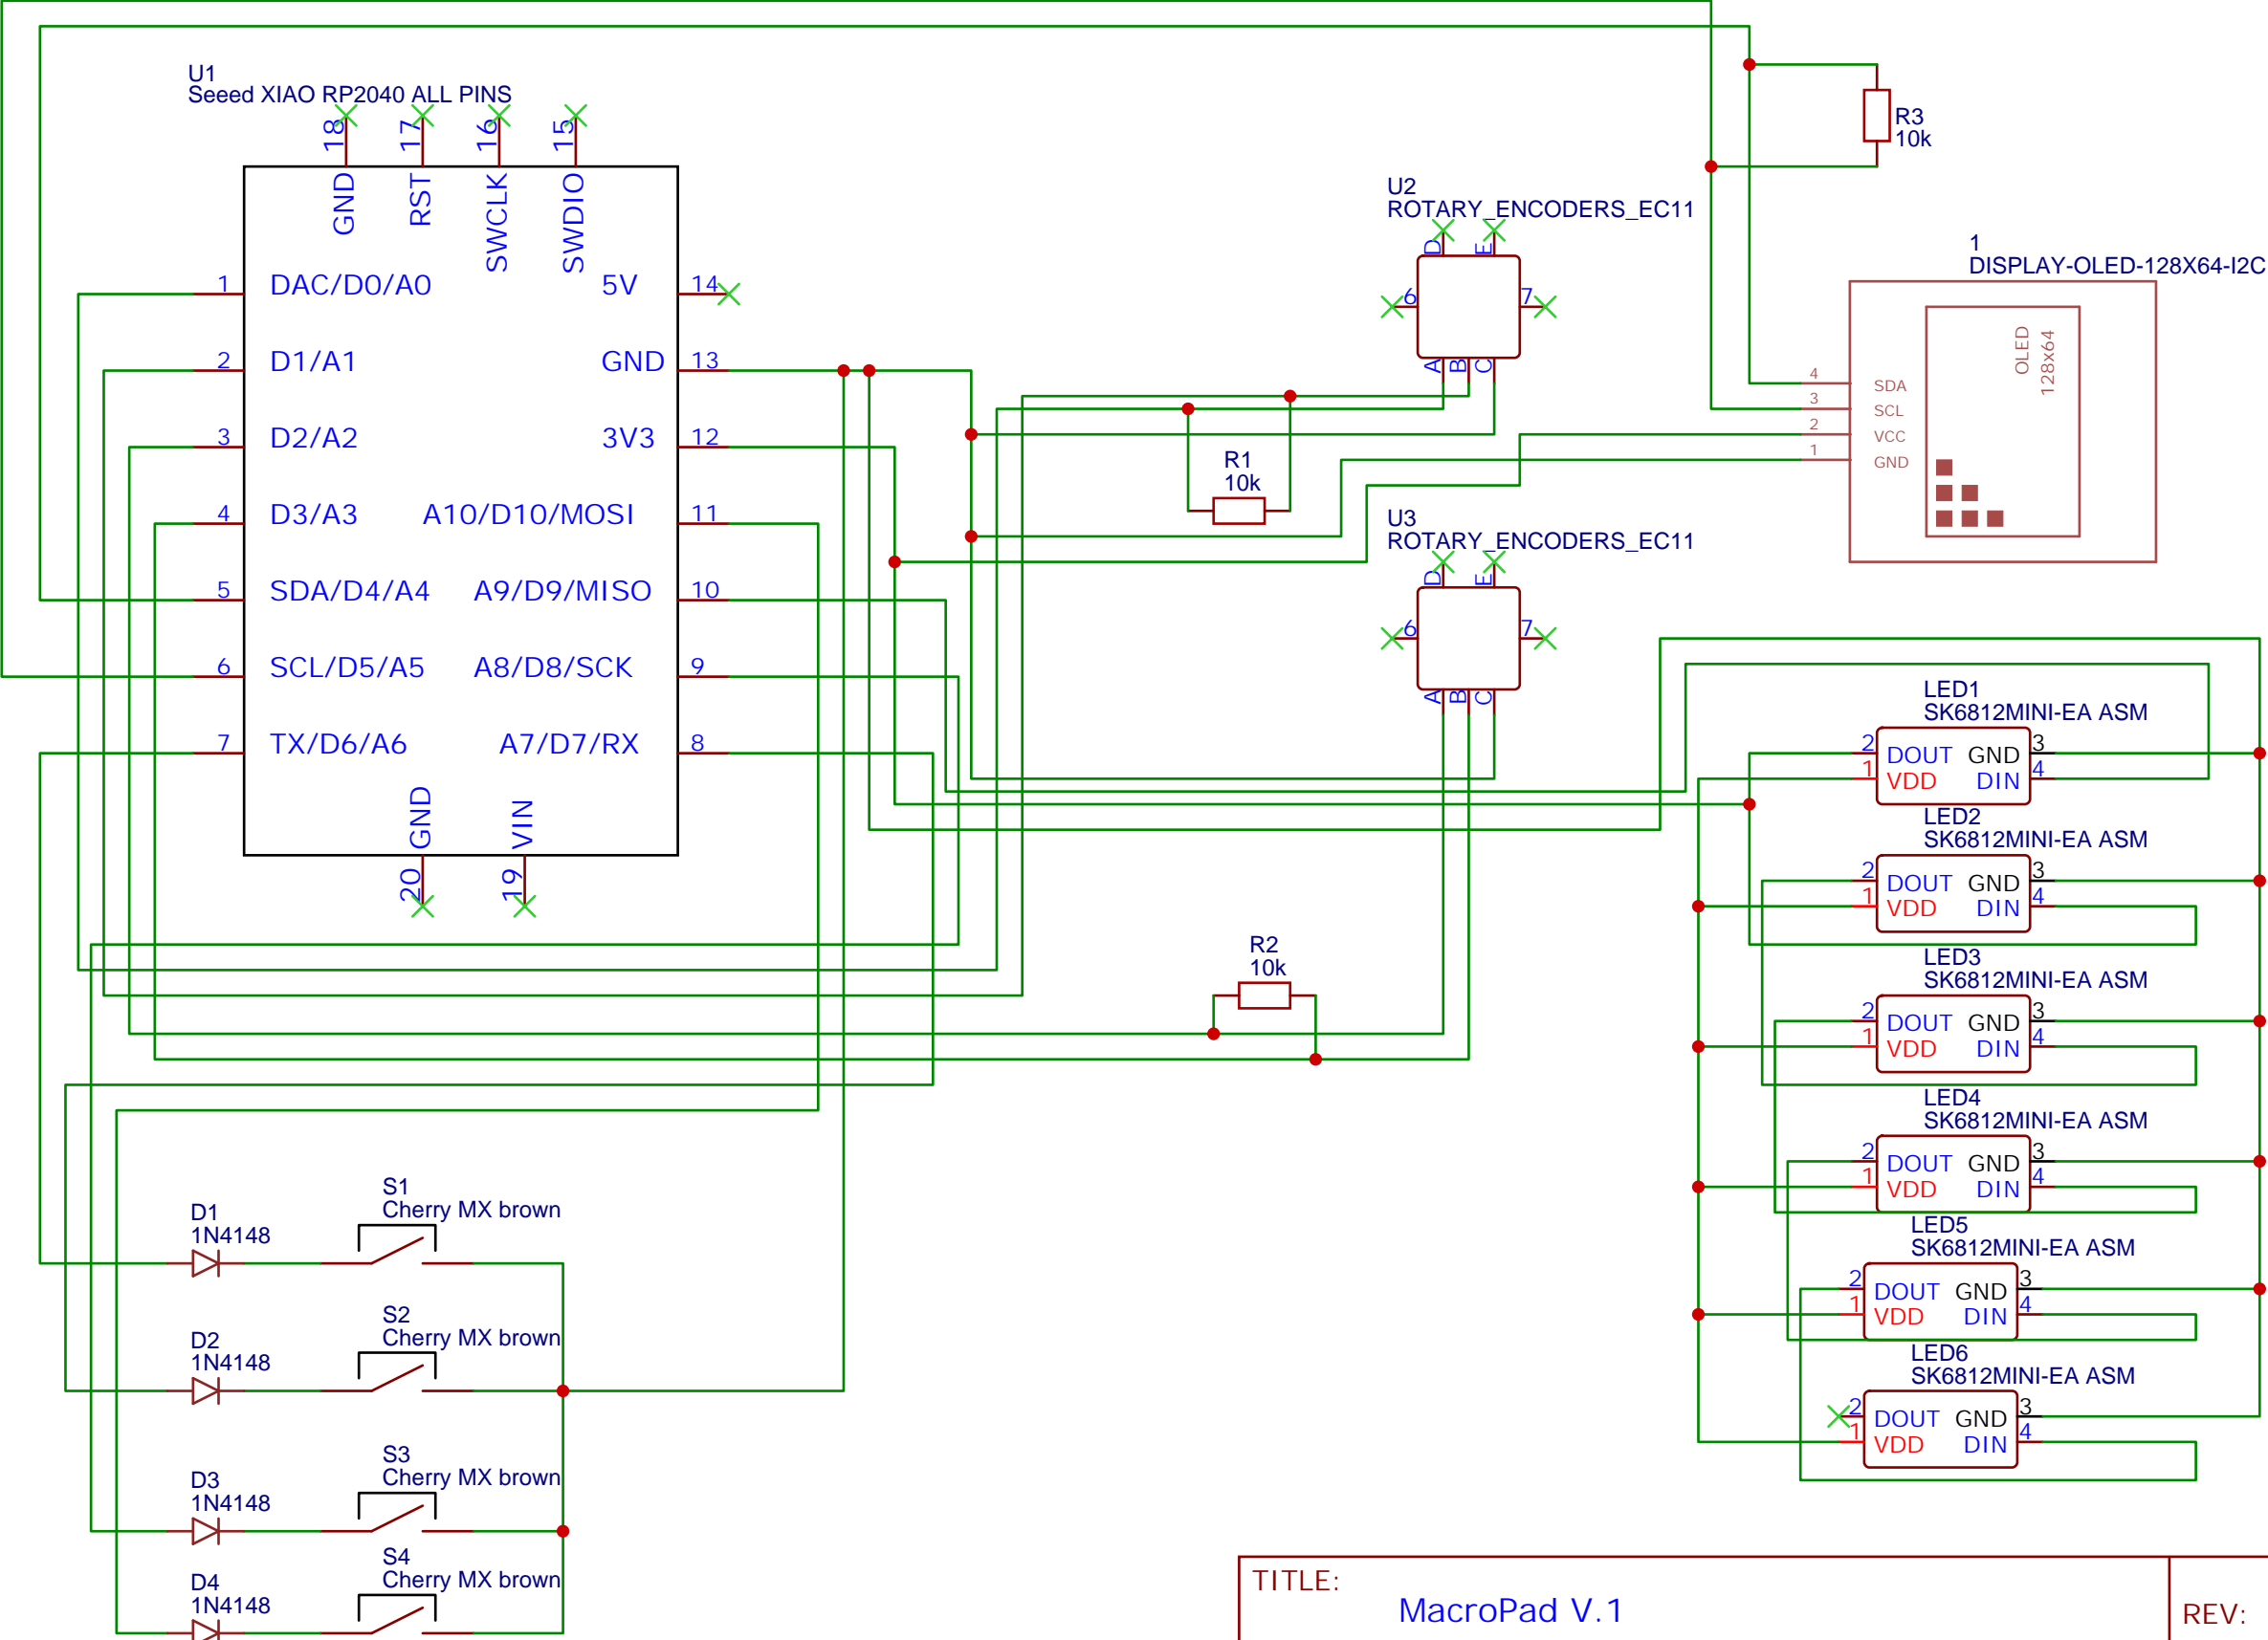 U1
Seeed XIAO RP2040 ALL PINS
18 17 16 15
GND RST SWCLK SWDIO
1 DAC/D0/A0 5V 14
2 D1/A1 GND 13
3 D2/A2 3V3 12
4 D3/A3 A10/D10/MOSI 11
5 SDA/D4/A4 A9/D9/MISO 10
6 SCL/D5/A5 A8/D8/SCK 9
7 TX/D6/A6 A7/D7/RX 8
GND VIN
20 19
R3
10k
U2
ROTARY_ENCODERS_EC11
D E
6 7
A B C
1
DISPLAY-OLED-128X64-I2C
OLED
128x64
4 SDA
3 SCL
2 VCC
1 GND
R1
10k
U3
ROTARY_ENCODERS_EC11
D E
6 7
A B C
LED1
SK6812MINI-EA ASM
2 DOUT GND 3
1 VDD DIN 4
LED2
SK6812MINI-EA ASM
2 DOUT GND 3
1 VDD DIN 4
R2
10k
LED3
SK6812MINI-EA ASM
2 DOUT GND 3
1 VDD DIN 4
LED4
SK6812MINI-EA ASM
2 DOUT GND 3
1 VDD DIN 4
LED5
SK6812MINI-EA ASM
2 DOUT GND 3
1 VDD DIN 4
LED6
SK6812MINI-EA ASM
2 DOUT GND 3
1 VDD DIN 4
S1
Cherry MX brown
D1
1N4148
S2
Cherry MX brown
D2
1N4148
S3
Cherry MX brown
D3
1N4148
S4
Cherry MX brown
D4
1N4148
TITLE:
MacroPad V.1
REV: